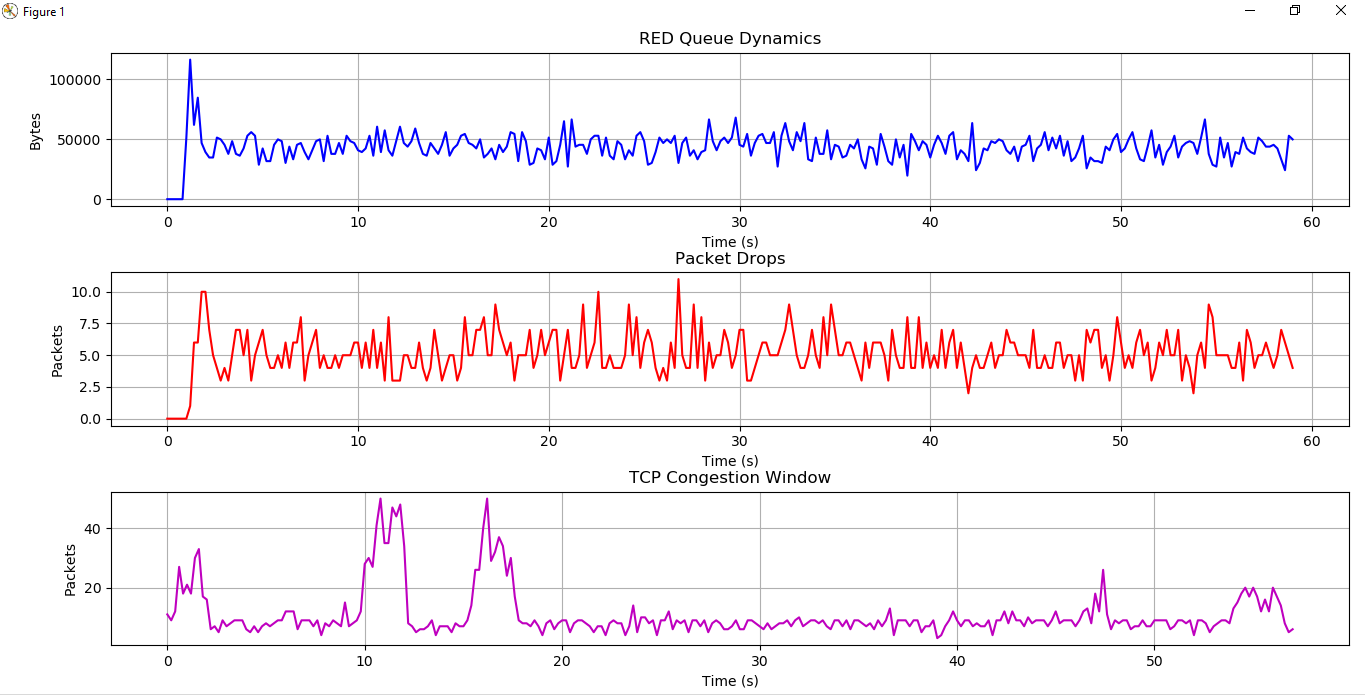 Figure 1
RED Queue Dynamics
100000
50000
0
Bytes
0 10 20 30 40 50 60
Time (s)
Packet Drops
10.0
7.5
5.0
2.5
0.0
Packets
0 10 20 30 40 50 60
Time (s)
TCP Congestion Window
40
20
Packets
0 10 20 30 40 50
Time (s)